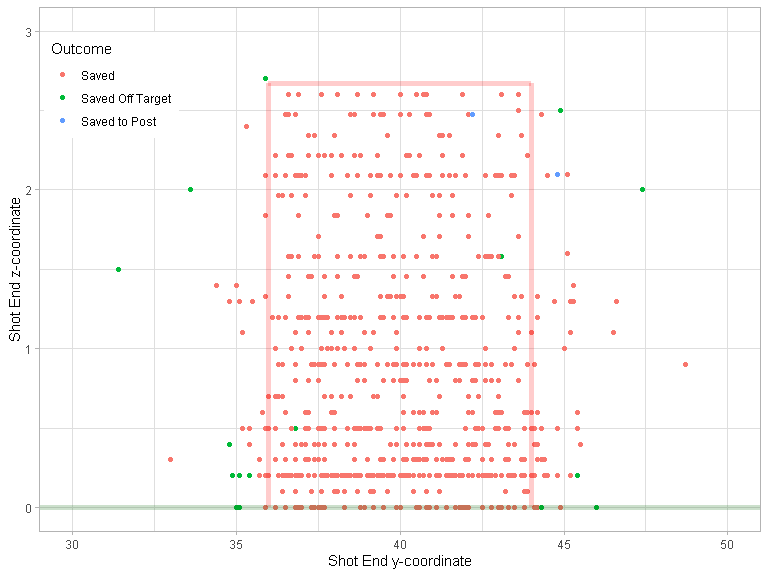 Outcome
Saved
Saved Off Target
Saved to Post
3
2
1
0
Shot End z-coordinate
30
35
40
45
50
Shot End y-coordinate